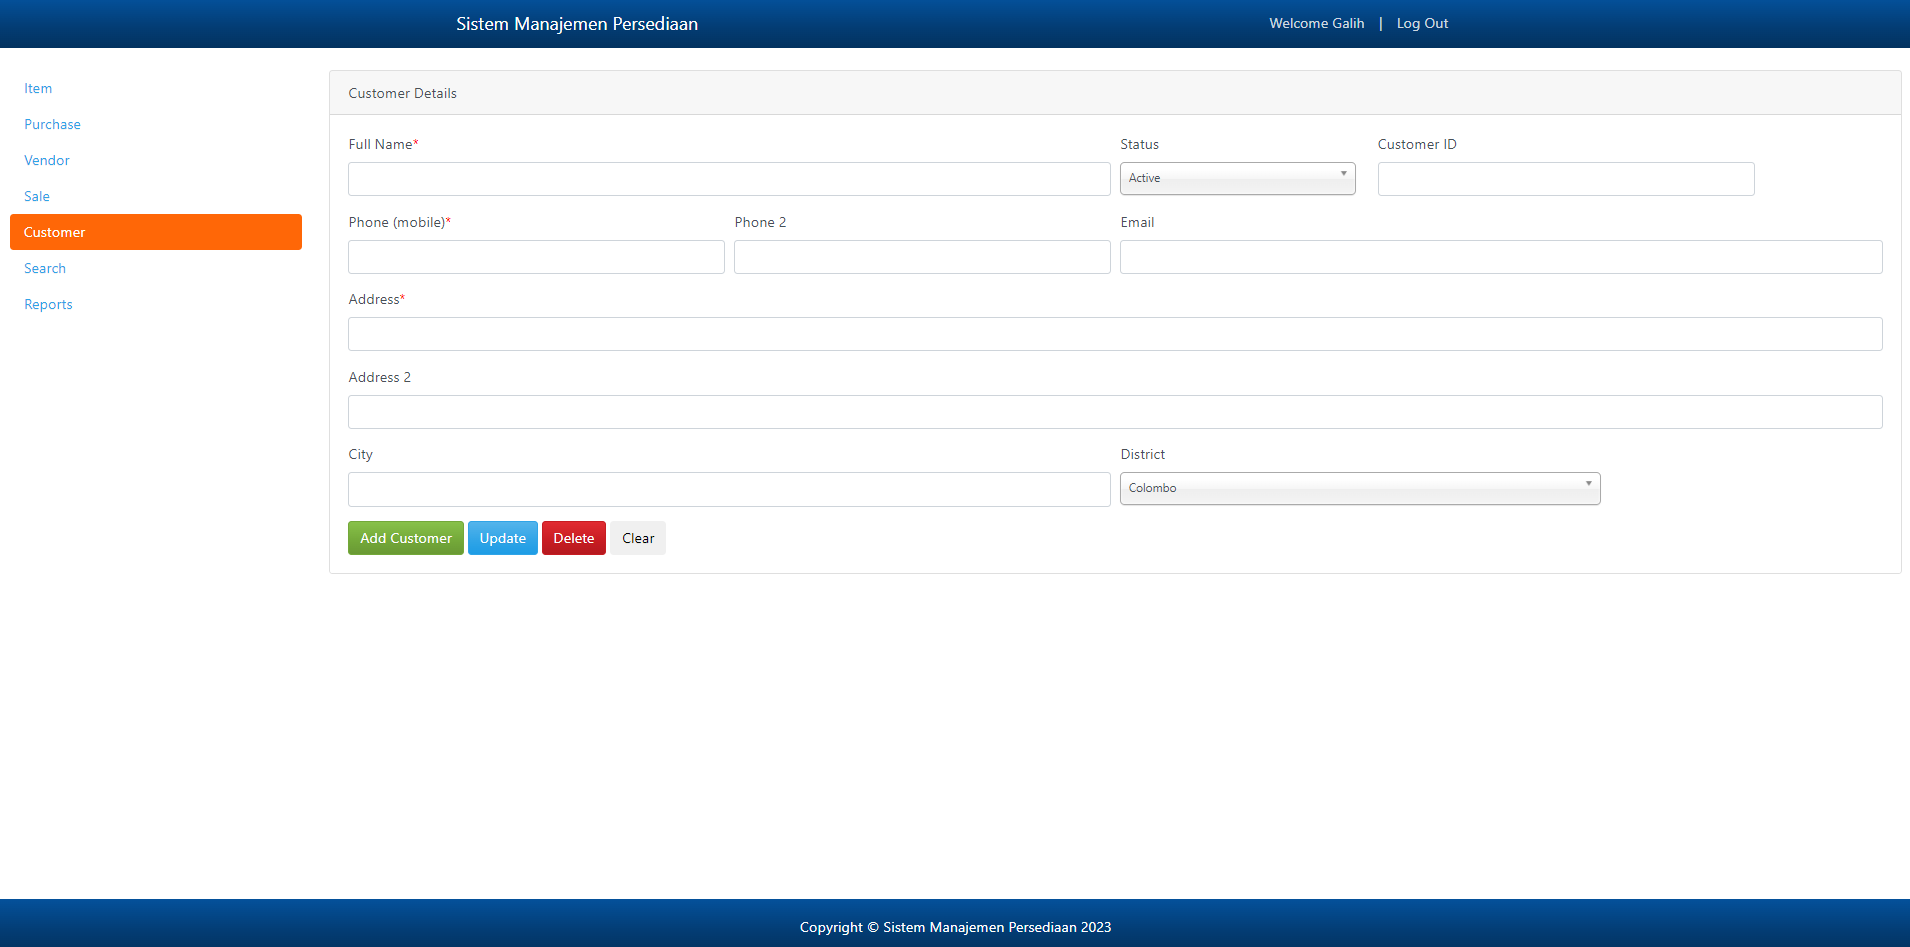 Sistem Manajemen Persediaan
Welcome Galih | Log Out
Item
Purchase
Vendor
Sale
Customer
Search
Reports
Customer Details
Full Name*
Status
Customer ID
Active
Phone (mobile)*
Phone 2
Email
Address*
Address 2
City
District
Colombo
Add Customer
Update
Delete
Clear
Copyright © Sistem Manajemen Persediaan 2023